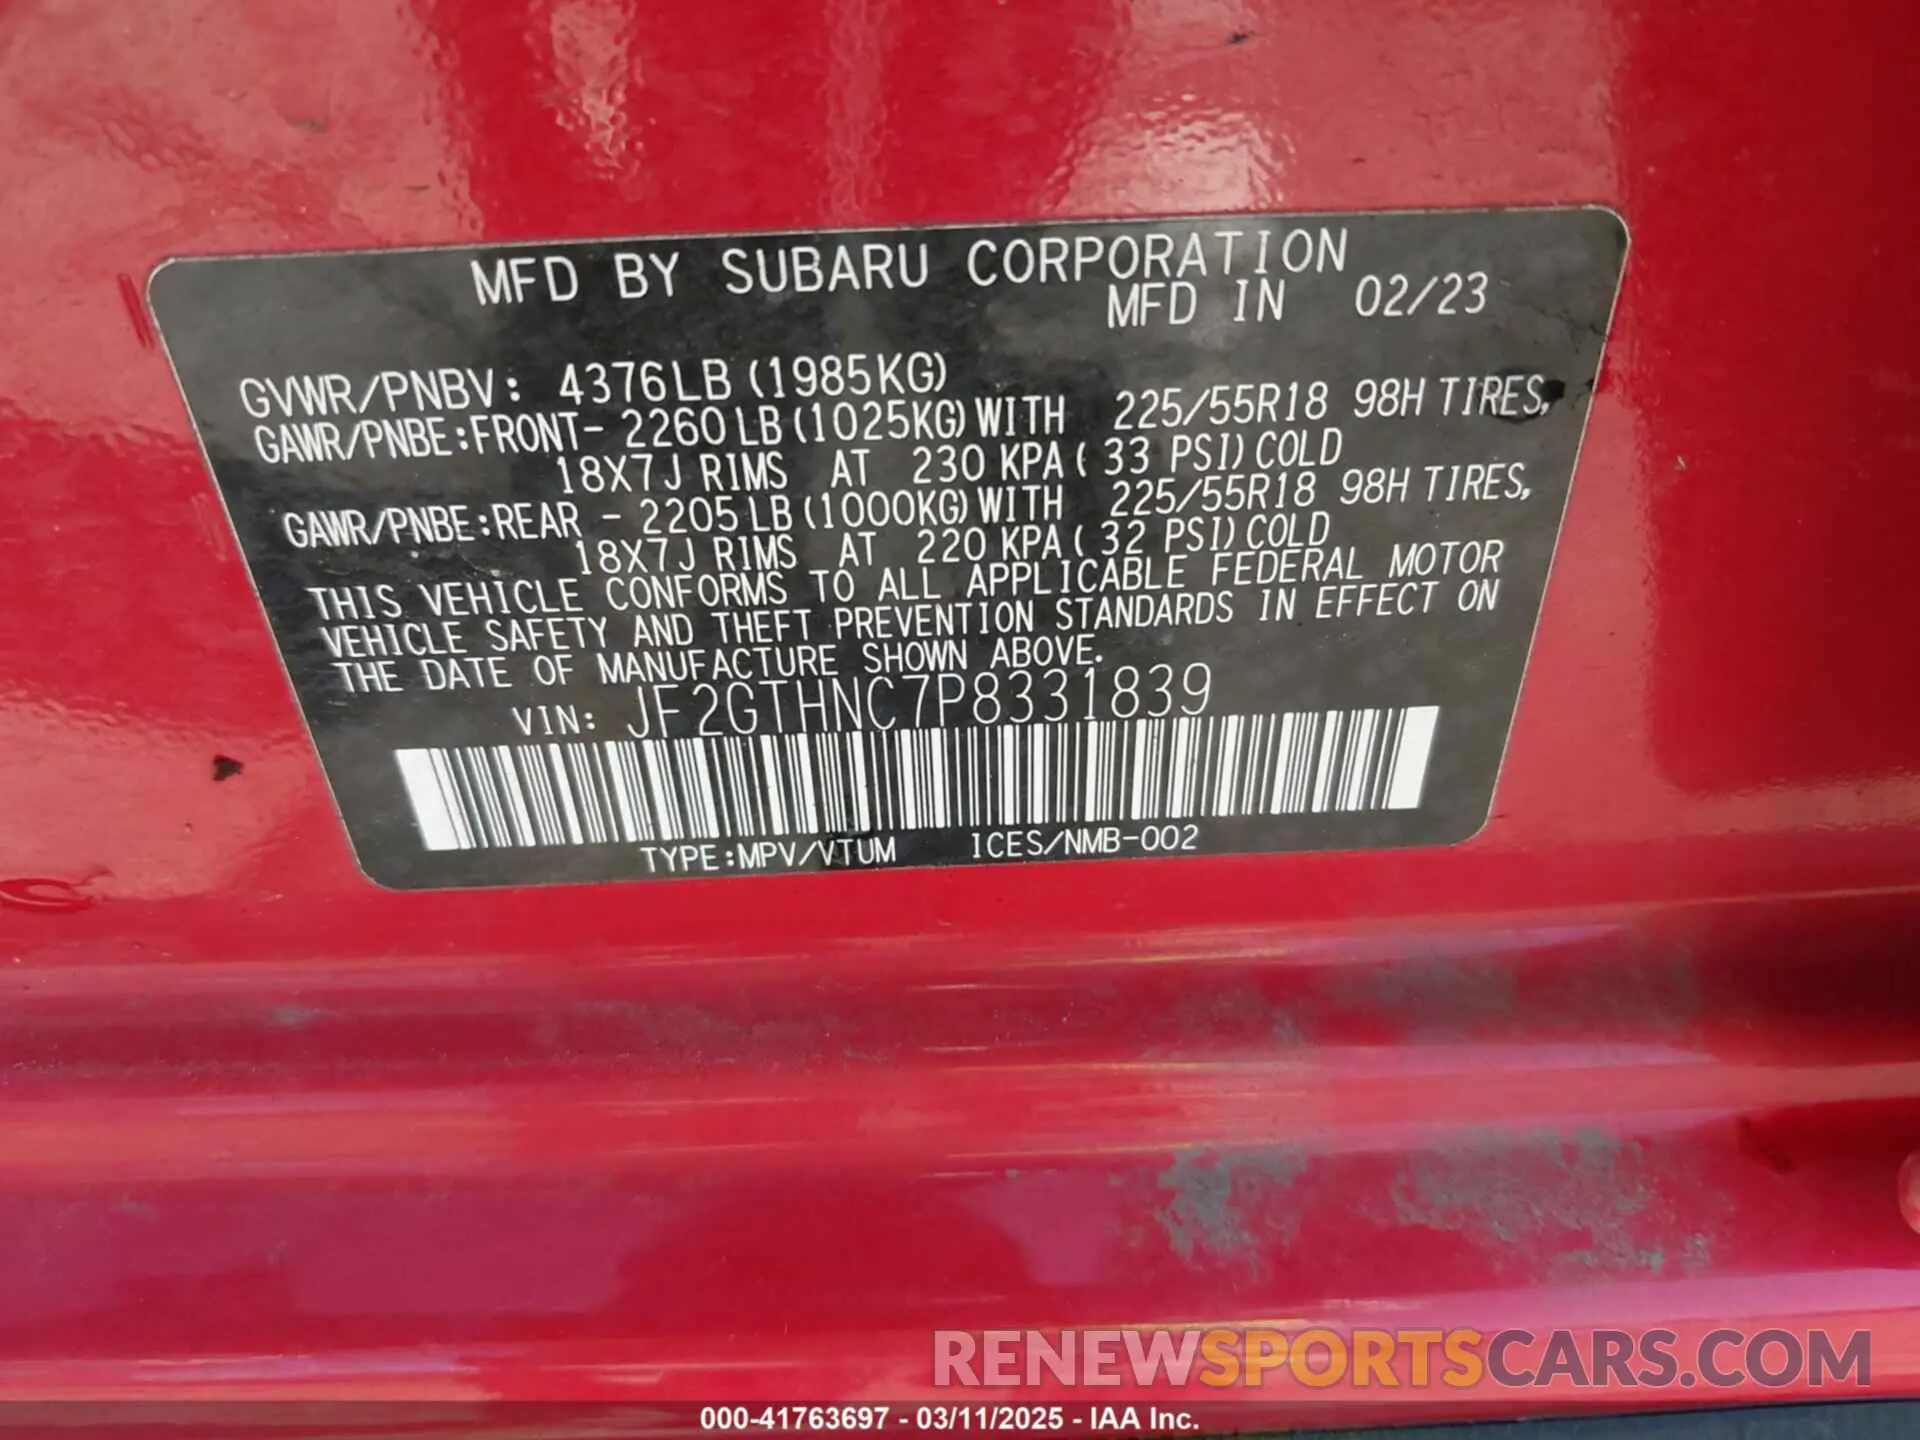 MFD BY SUBARU CORPORATION
MFD IN 02/23
GVWR/PNBV: 4376LB (1985KG)
GAWR/PNBE:FRONT- 2260LB (1025KG) WITH 225/55R18 98H TIRES,
18X7J RIMS AT 230 KPA ( 33 PSI) COLD
GAWR/PNBE:REAR - 2205LB (1000KG) WITH 225/55R18 98H TIRES,
18X7J RIMS AT 220 KPA ( 32 PSI) COLD
THIS VEHICLE CONFORMS TO ALL APPLICABLE FEDERAL MOTOR
VEHICLE SAFETY AND THEFT PREVENTION STANDARDS IN EFFECT ON
THE DATE OF MANUFACTURE SHOWN ABOVE.
VIN: JF2GTHNC7P8331839
TYPE:MPV/VTUM ICES/NMB-002
RENEWSPORTSCARS.COM
000-41763697 - 03/11/2025 - IAA Inc.